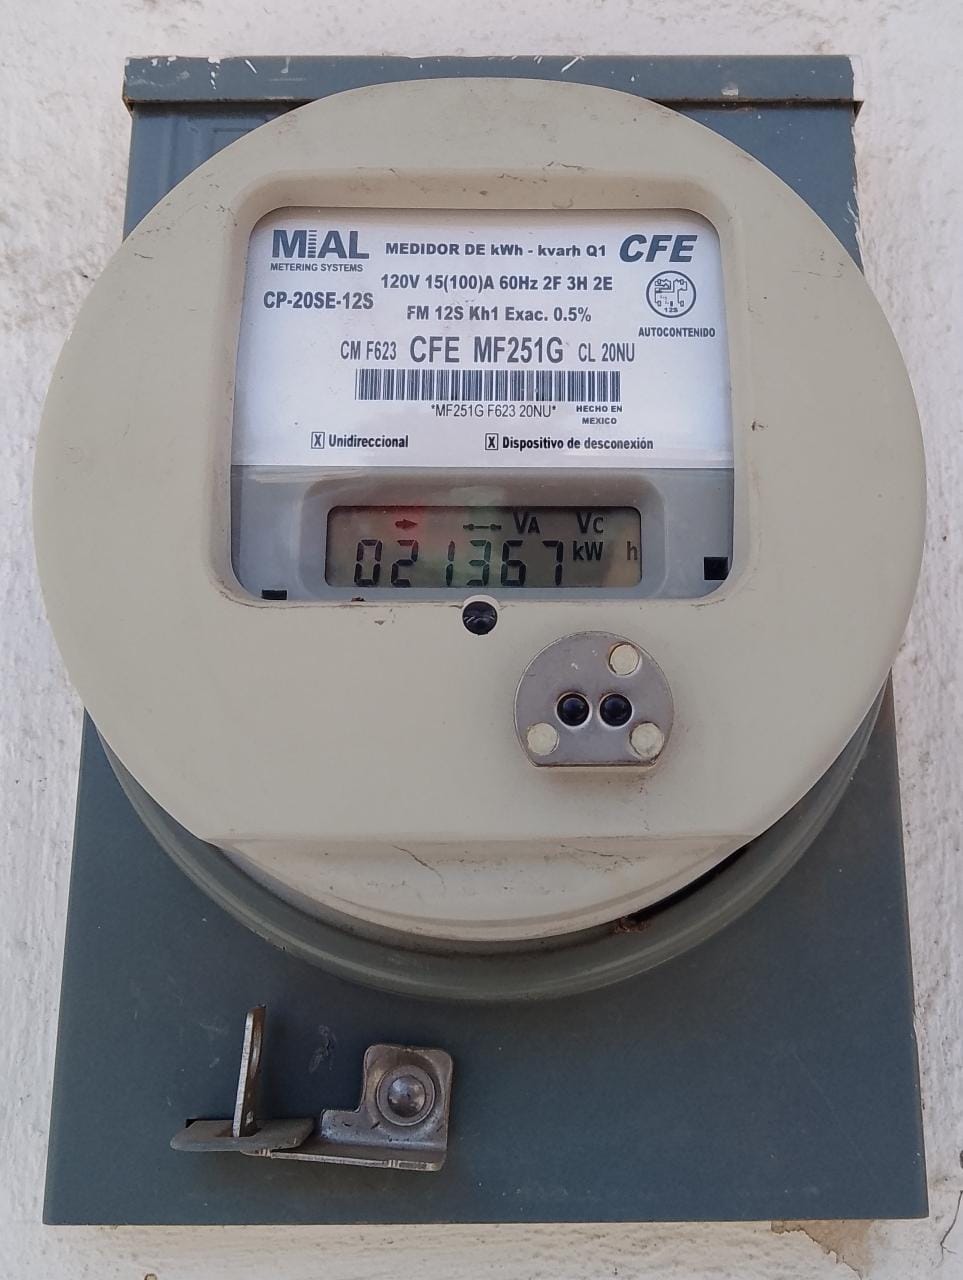 MIAL
METERING SYSTEMS
MEDIDOR DE kWh - kvarh Q1
CFE
120V 15(100)A 60Hz 2F 3H 2E
CP-20SE-12S
FM 12S Kh1 Exac. 0.5%
12S
AUTOCONTENIDO
CM F623 CFE MF251G CL 20NU
*MF251G F623 20NU*
HECHO EN
MEXICO
X Unidireccional
X Dispositivo de desconexión
VA VC
021367 kW h